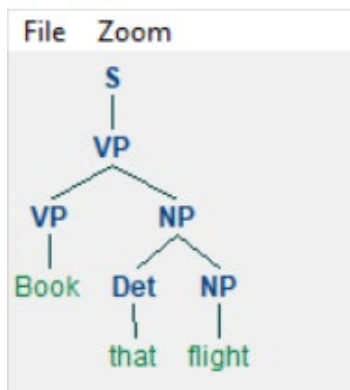 File Zoom
S
VP
VP NP
Book Det NP
that flight